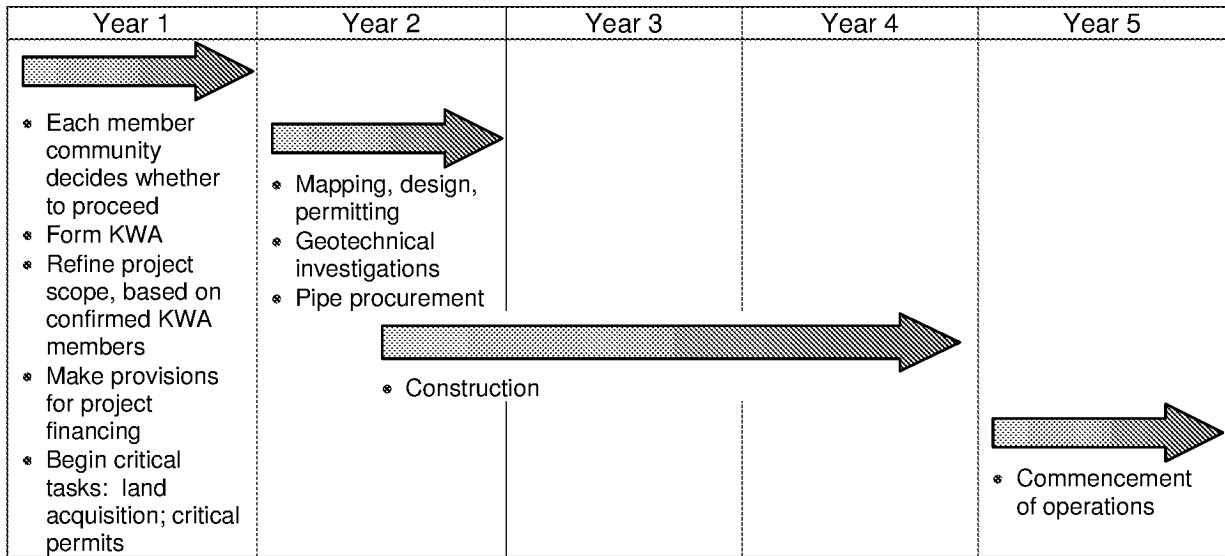 Year 1
Year 2
Year 3
Year 4
Year 5
Each member
community
decides whether
to proceed
Form KWA
Refine project
scope, based on
confirmed KWA
members
Make provisions
for project
financing
Begin critical
tasks: land
acquisition; critical
permits
Mapping, design,
permitting
Geotechnical
investigations
Pipe procurement
Construction
Commencement
of operations